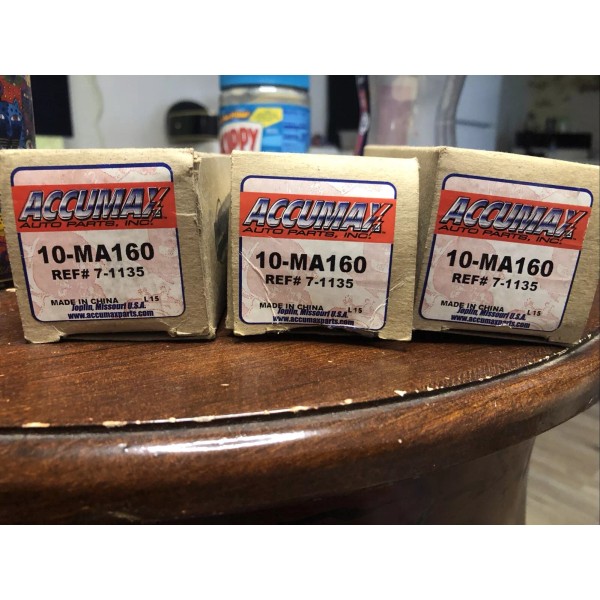 SKIPPY
ACCUMAX
AUTO PARTS, INC.
10-MA160
REF# 7-1135
MADE IN CHINA L15
Joplin, Missouri U.S.A.
www.accumaxparts.com
ACCUMAX
AUTO PARTS, INC.
10-MA160
REF# 7-1135
MADE IN CHINA L15
Joplin, Missouri U.S.A.
www.accumaxparts.com
ACCUMAX
AUTO PARTS, INC.
10-MA160
REF# 7-1135
MADE IN CHINA L15
Joplin, Missouri U.S.A.
www.accumaxparts.com